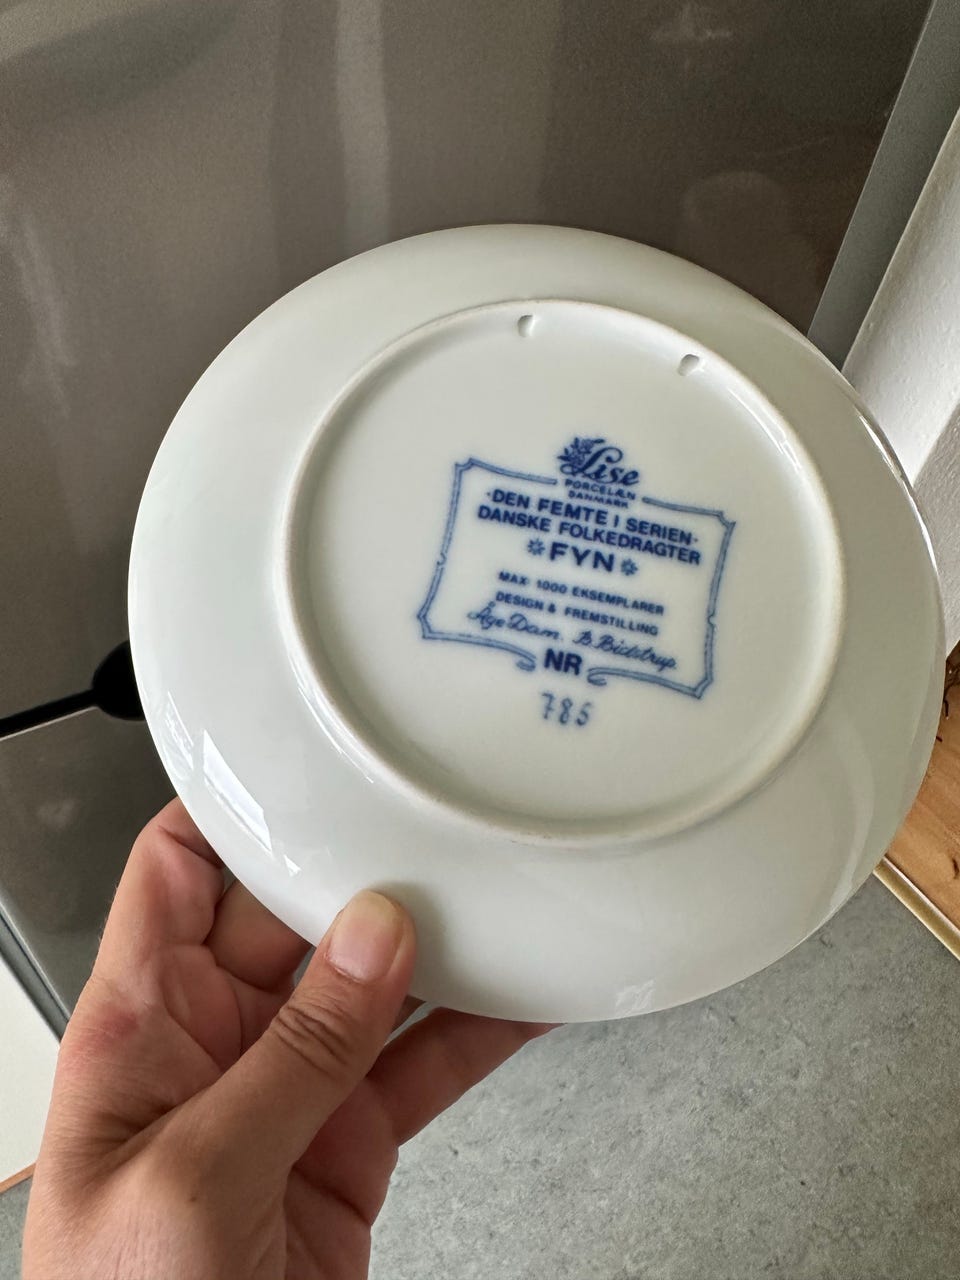 Lise
PORCELÆN
DANMARK
·DEN FEMTE I SERIEN·
DANSKE FOLKEDRAGTER
FYN
MAX· 1000 EKSEMPLARER
DESIGN & FREMSTILLING
Åge Dam B. Bidstrup
NR
785